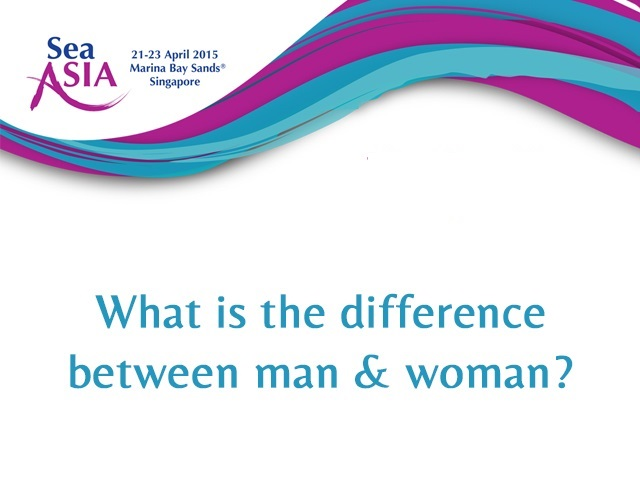 Sea
ASIA
21-23 April 2015
Marina Bay Sands®
Singapore
What is the difference
between man & woman?